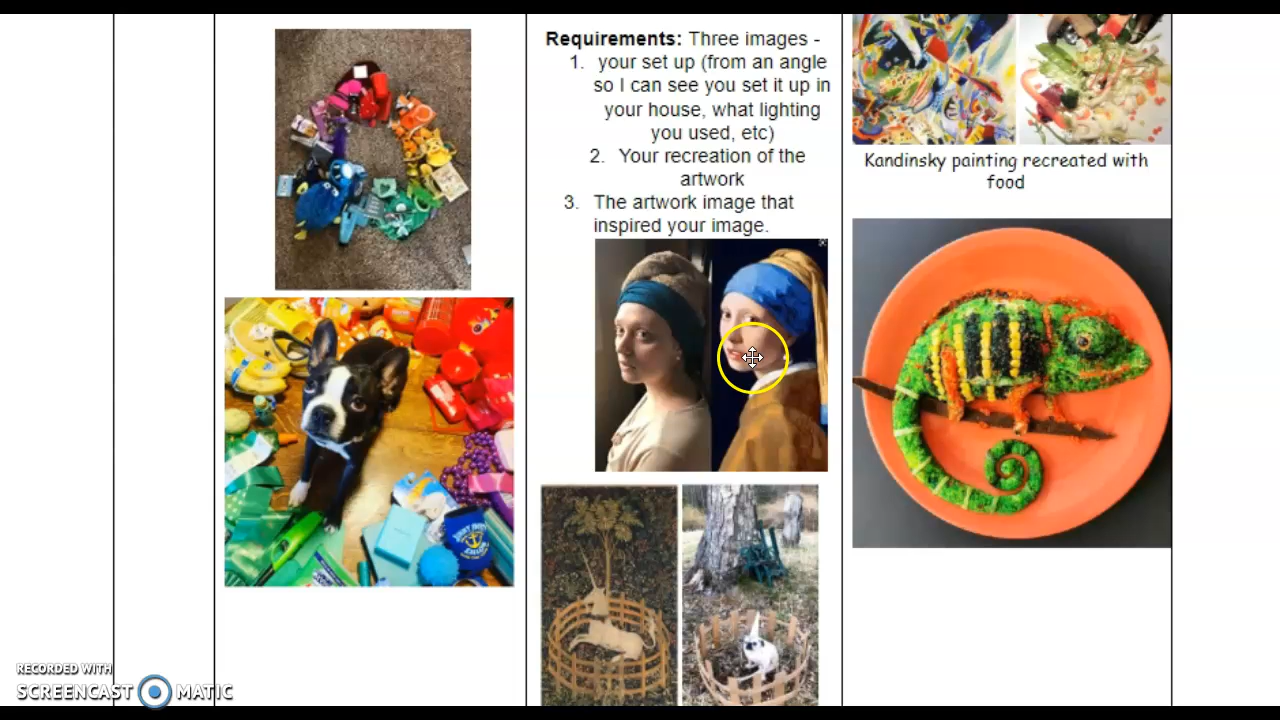 Requirements: Three images -
1. your set up (from an angle
so I can see you set it up in
your house, what lighting
you used, etc)
2. Your recreation of the
artwork
3. The artwork image that
inspired your image.
Kandinsky painting recreated with
food
RECORDED WITH
SCREENCAST MATIC